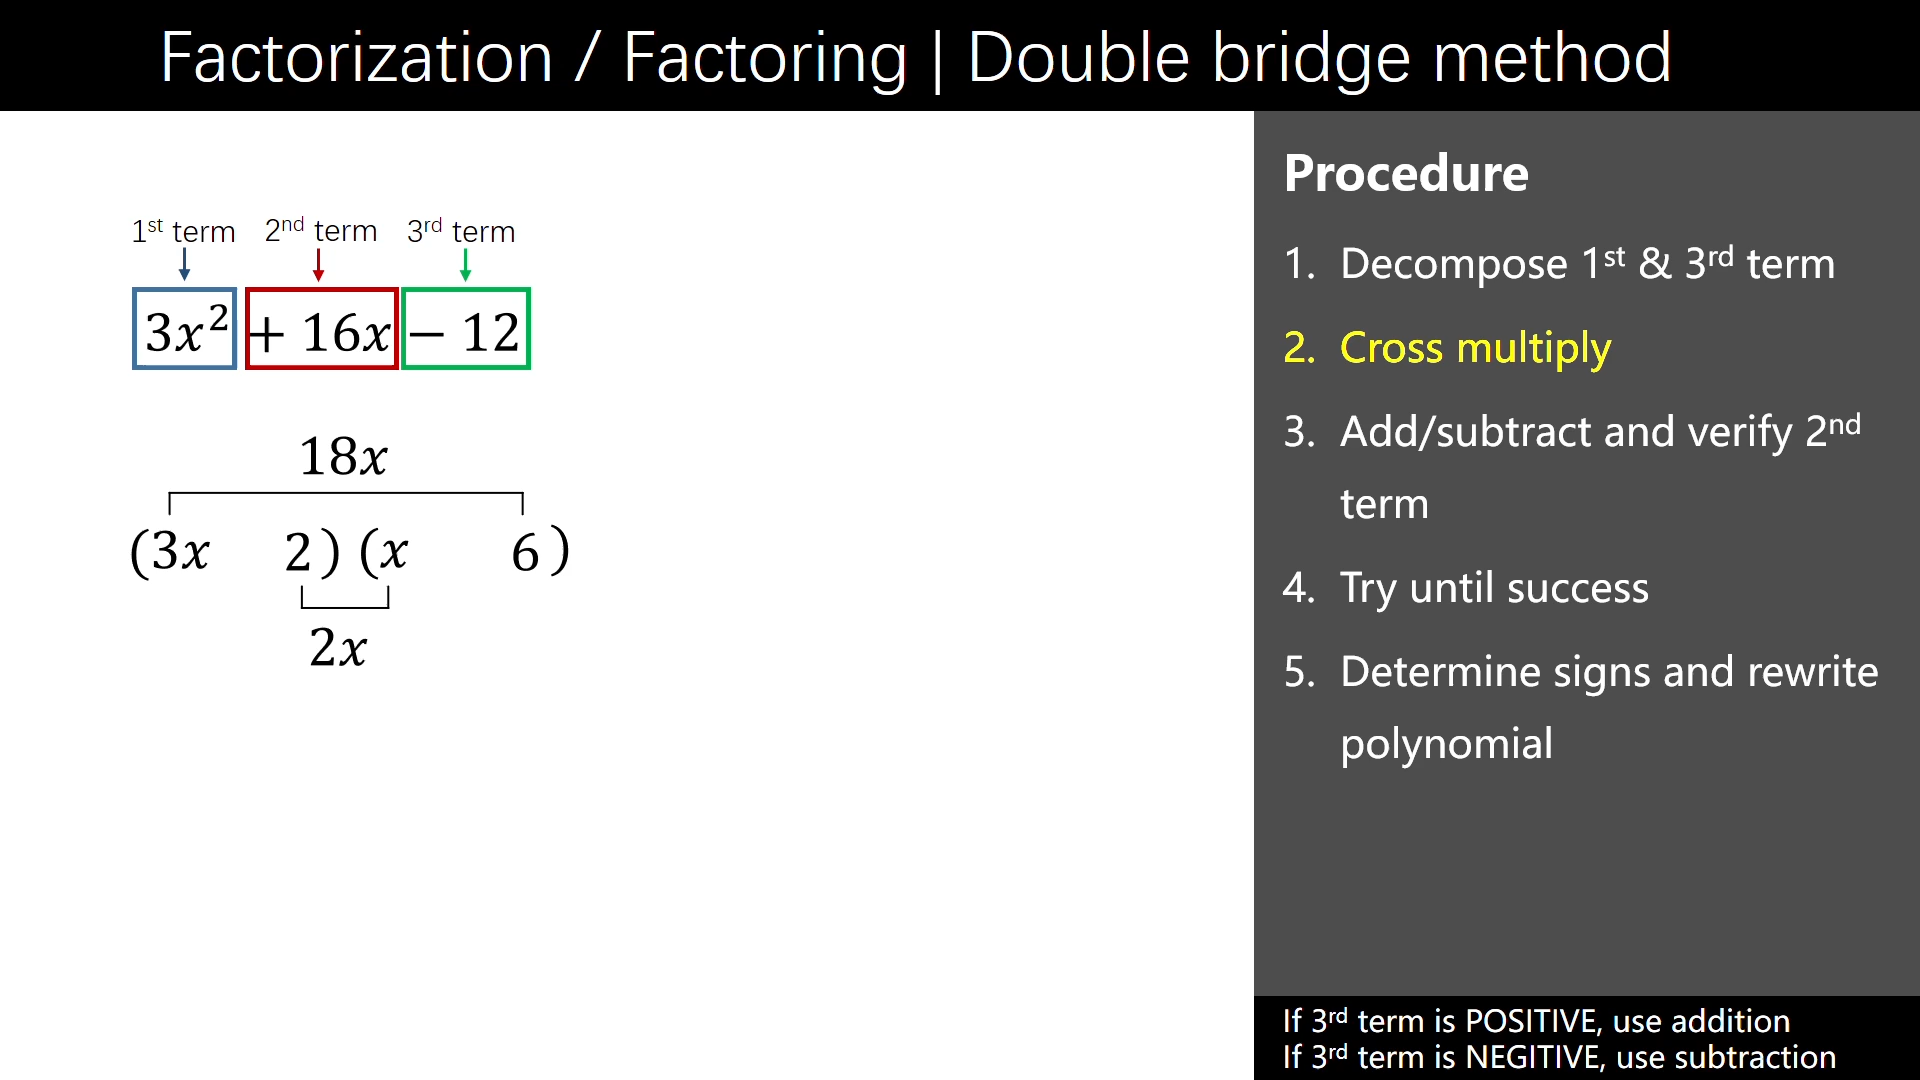 Factorization / Factoring | Double bridge method
1st term 2nd term 3rd term
3x² + 16x − 12
18x
(3x 2) (x 6)
2x
Procedure
1. Decompose 1st & 3rd term
2. Cross multiply
3. Add/subtract and verify 2nd
term
4. Try until success
5. Determine signs and rewrite
polynomial
If 3rd term is POSITIVE, use addition
If 3rd term is NEGITIVE, use subtraction